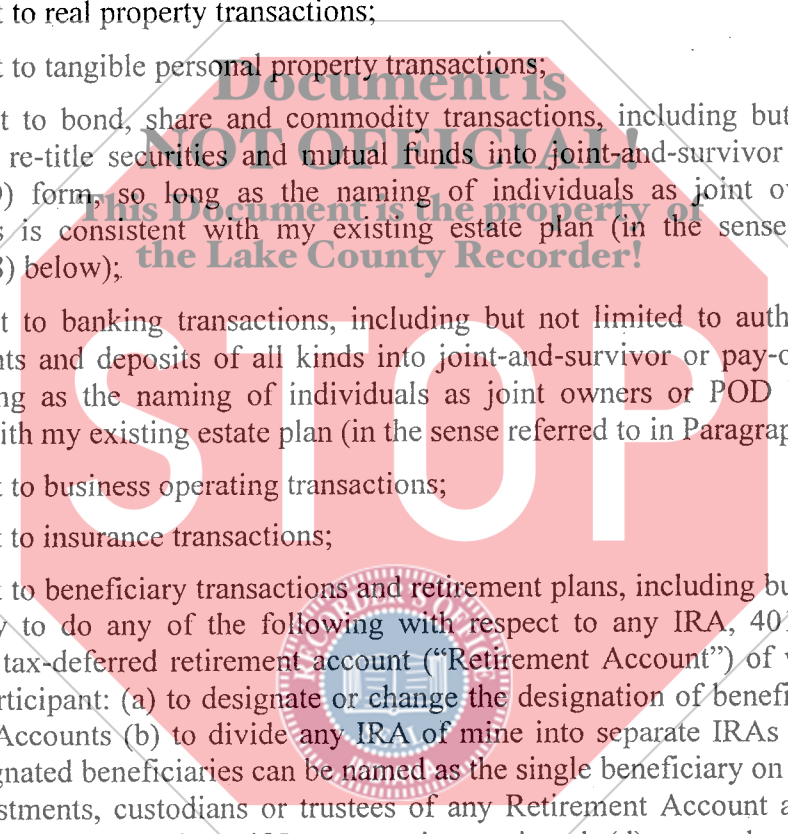 t to real property transactions;
t to tangible personal property transactions;
Document is
t to bond, share and commodity transactions, including but
NOT OFFICIAL!
re-title securities and mutual funds into joint-and-survivor
) form, so long as the naming of individuals as joint ov
This Document is the property of
s is consistent with my existing estate plan (in the sense
the Lake County Recorder!
) below);
t to banking transactions, including but not limited to auth
nts and deposits of all kinds into joint-and-survivor or pay-o
ng as the naming of individuals as joint owners or POD
ith my existing estate plan (in the sense referred to in Paragrap
STOP
t to business operating transactions;
t to insurance transactions;
t to beneficiary transactions and retirement plans, including bu
y to do any of the following with respect to any IRA, 401
tax-deferred retirement account ("Retirement Account") of
rticipant: (a) to designate or change the designation of benefi
Accounts (b) to divide any IRA of mine into separate IRAs
gnated beneficiaries can be named as the single beneficiary on
stments, custodians or trustees of any Retirement Account a